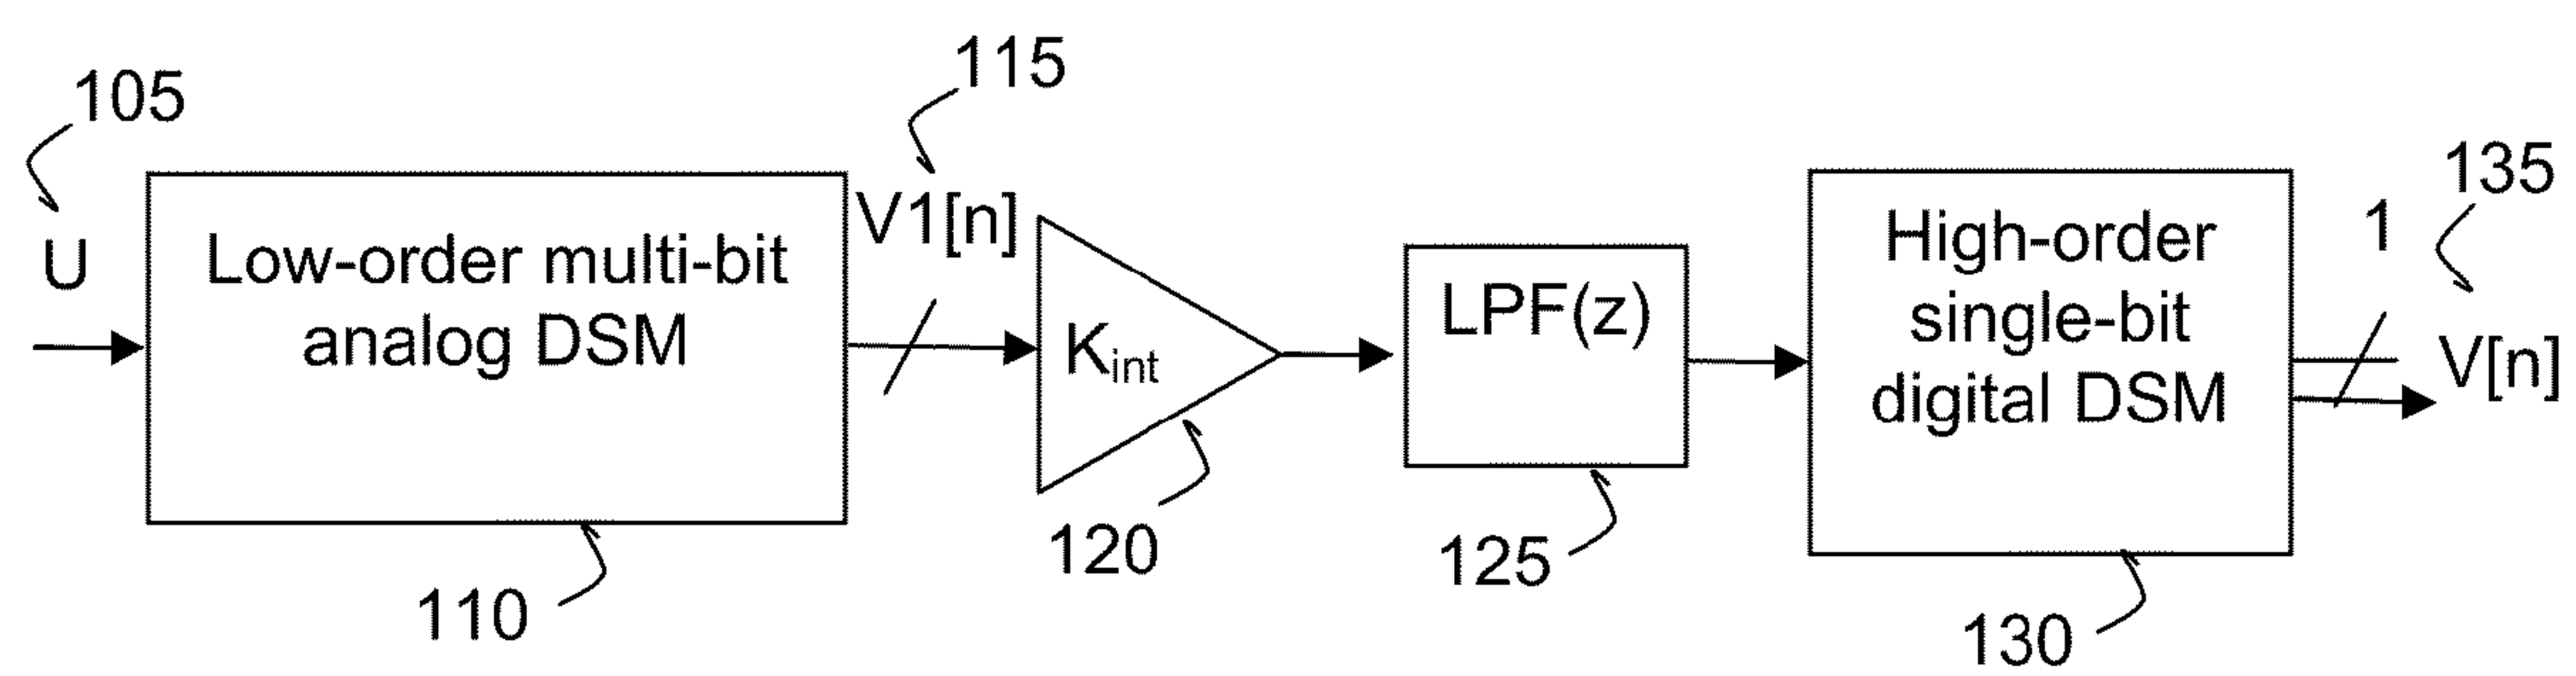 105
U
Low-order multi-bit
analog DSM
110
115
V1[n]
K_int
120
LPF(z)
125
High-order
single-bit
digital DSM
130
1
135
V[n]